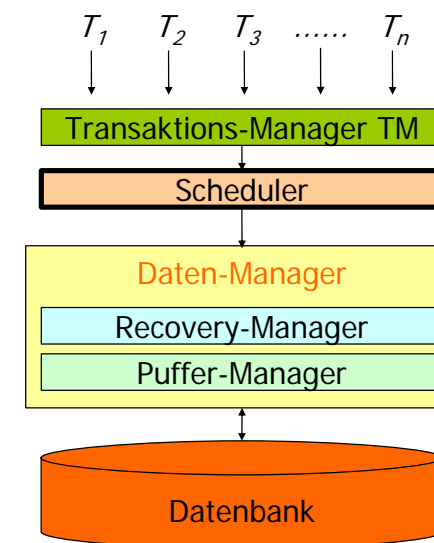 T1 T2 T3 ...... Tn
Transaktions-Manager TM
Scheduler
Daten-Manager
Recovery-Manager
Puffer-Manager
Datenbank